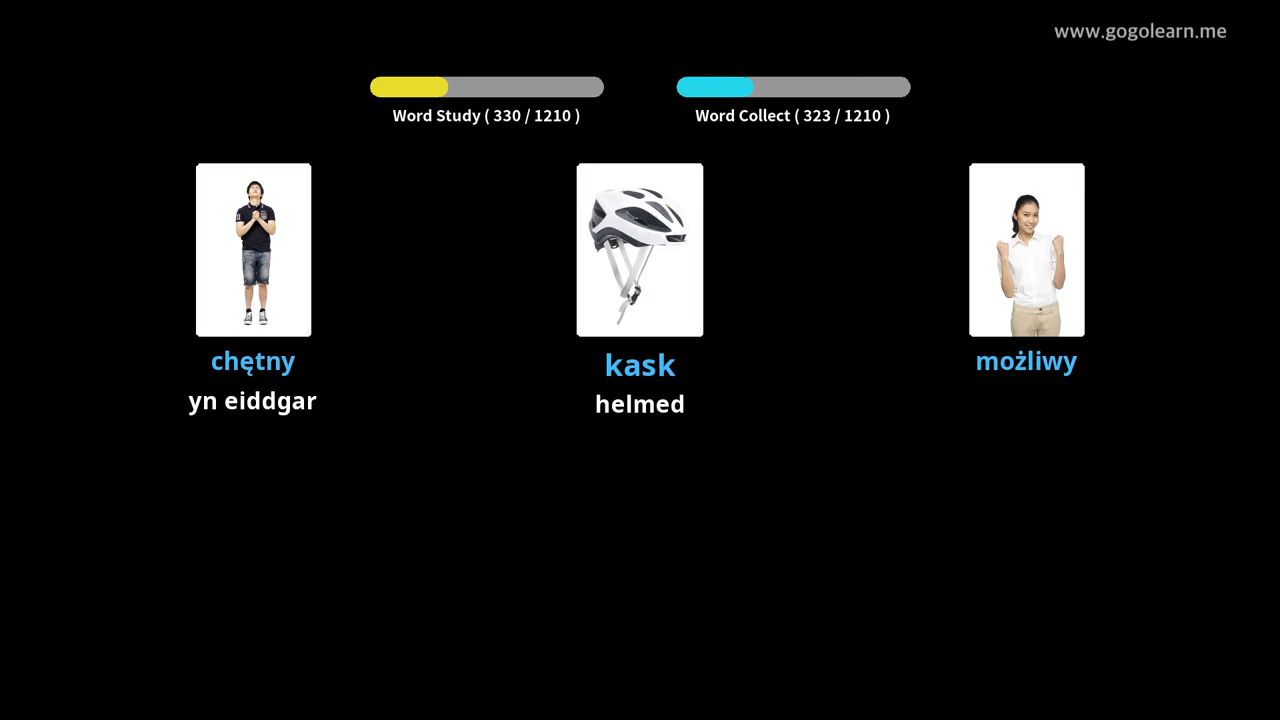 www.gogolearn.me
Word Study ( 330 / 1210 )
Word Collect ( 323 / 1210 )
chętny
kask
możliwy
yn eiddgar
helmed